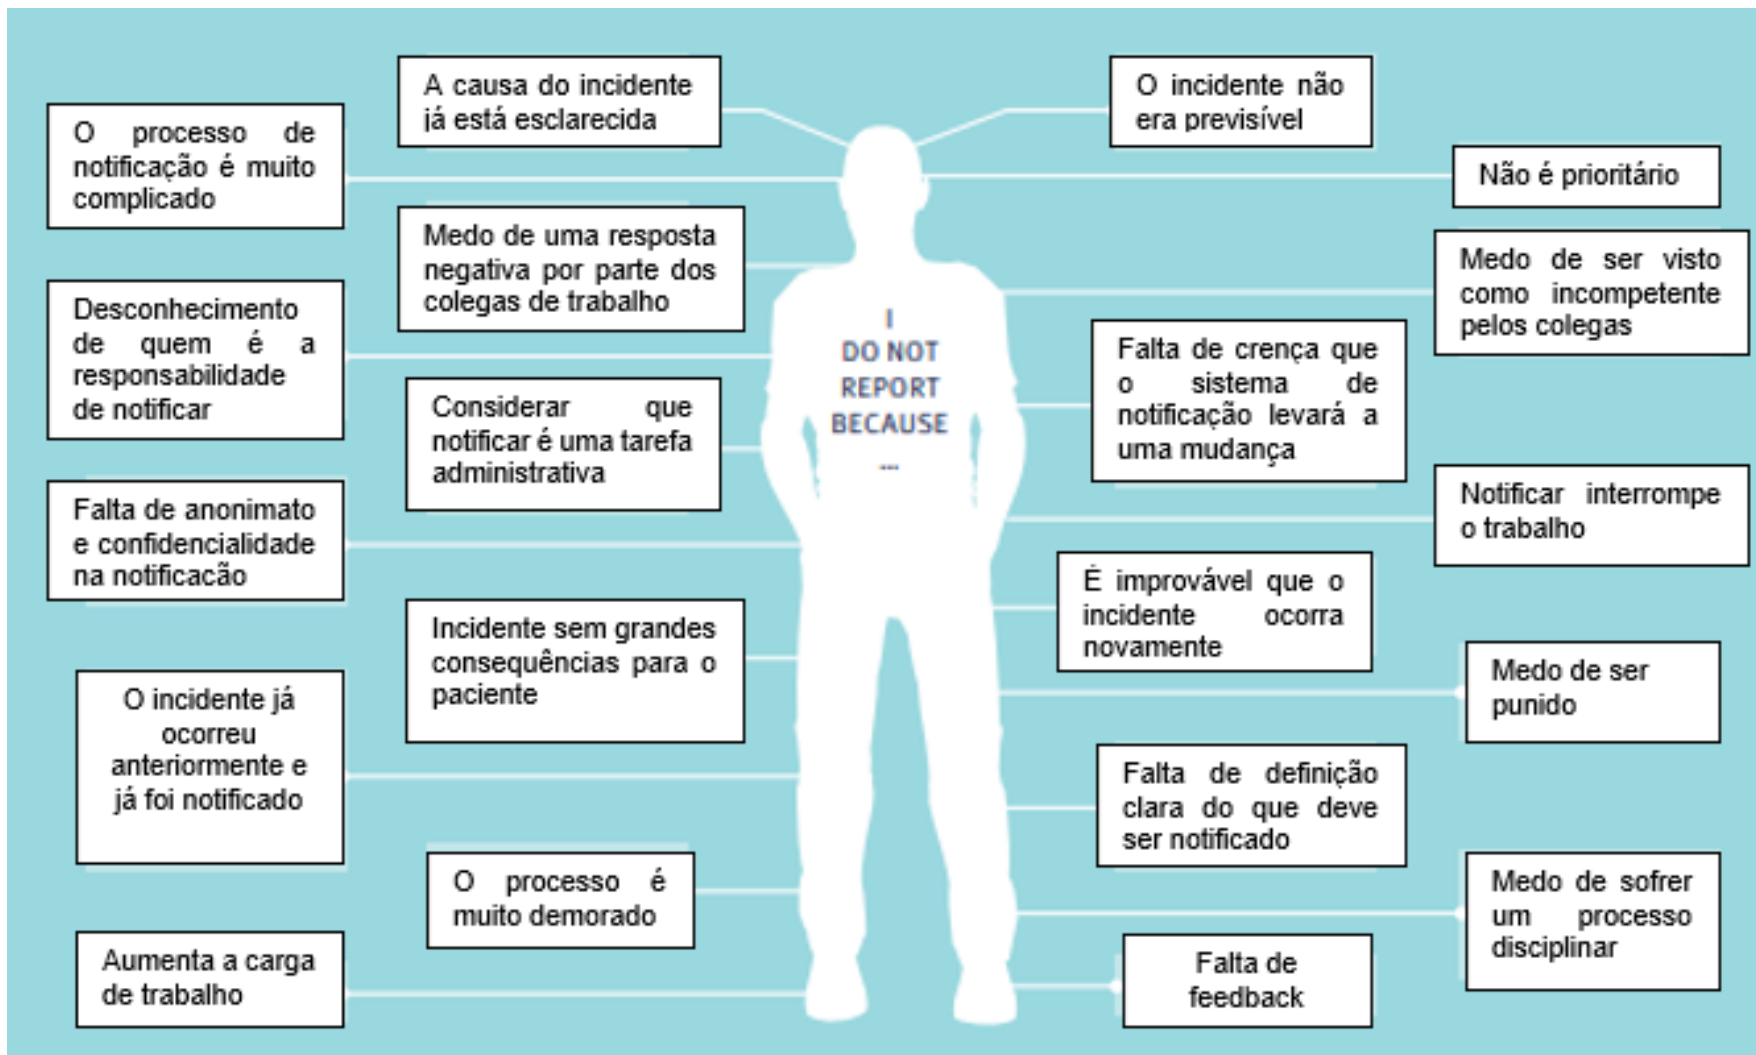 A causa do incidente
já está esclarecida
O incidente não
era previsível
O processo de
notificação é muito
complicado
Não é prioritário
Medo de uma resposta
negativa por parte dos
colegas de trabalho
Medo de ser visto
como incompetente
pelos colegas
Desconhecimento
de quem é a
responsabilidade
de notificar
I
DO NOT
REPORT
BECAUSE
...
Falta de crença que
o sistema de
notificação levará a
uma mudança
Considerar que
notificar é uma tarefa
administrativa
Notificar interrompe
o trabalho
Falta de anonimato
e confidencialidade
na notificacão
É improvável que o
incidente ocorra
novamente
Incidente sem grandes
consequências para o
paciente
Medo de ser
punido
O incidente já
ocorreu
anteriormente e
já foi notificado
Falta de definição
clara do que deve
ser notificado
O processo é
muito demorado
Medo de sofrer
um processo
disciplinar
Aumenta a carga
de trabalho
Falta de
feedback